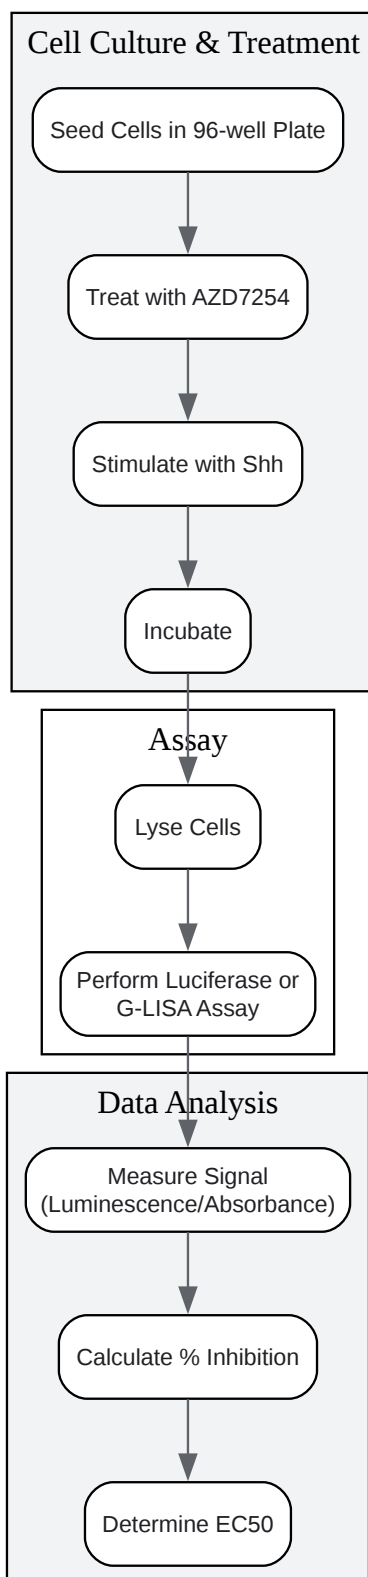 Cell Culture & Treatment
Seed Cells in 96-well Plate
Treat with AZD7254
Stimulate with Shh
Incubate
Assay
Lyse Cells
Perform Luciferase or
G-LISA Assay
Data Analysis
Measure Signal
(Luminescence/Absorbance)
Calculate % Inhibition
Determine EC50